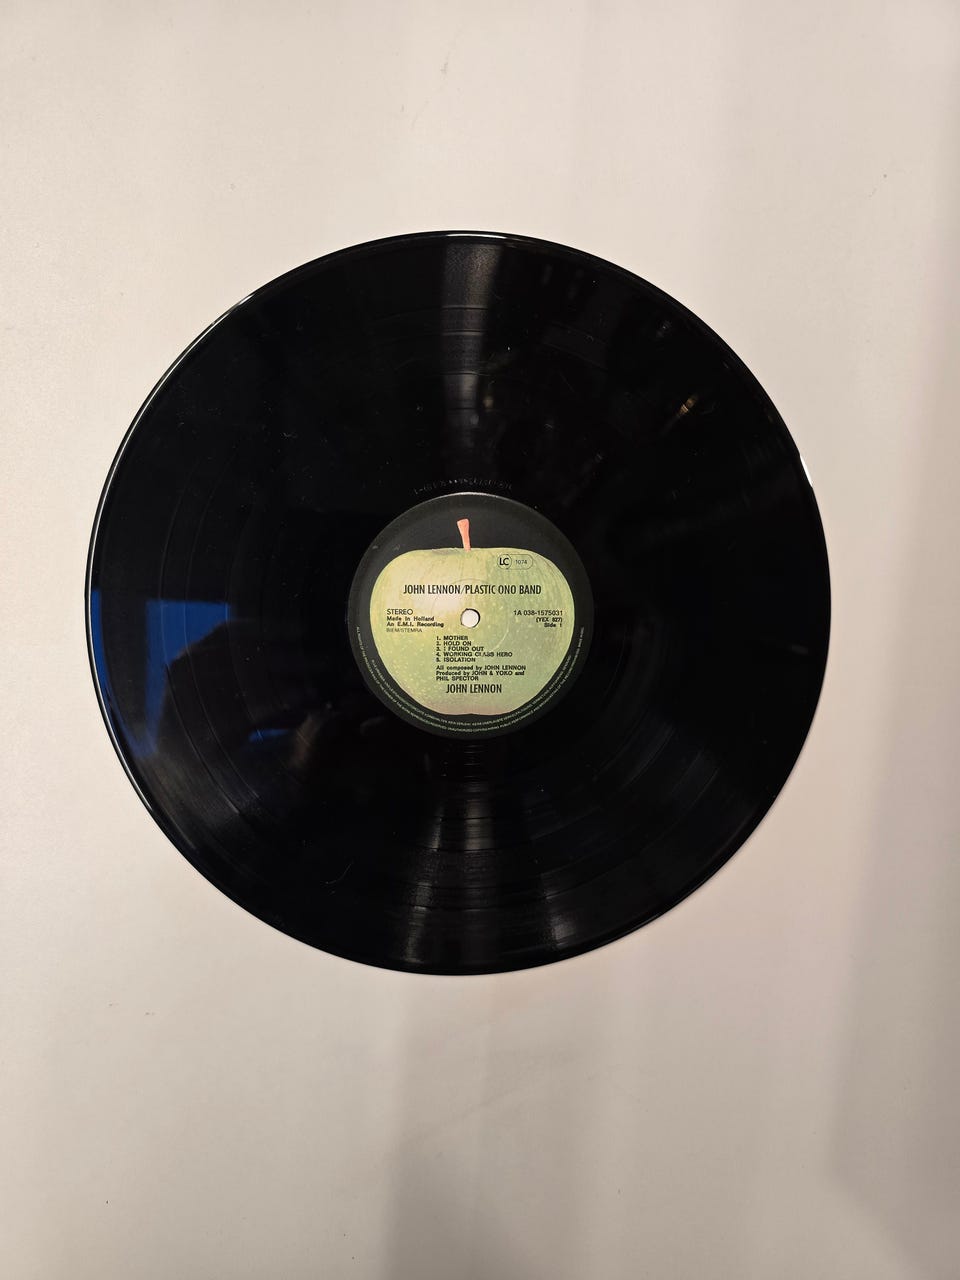 LC 1074
JOHN LENNON/PLASTIC ONO BAND
STEREO
Made in Holland
An E.M.I. Recording
BIEM/STEMRA
1A 038-1575031
(YEX 827)
Side 1
1. MOTHER
2. HOLD ON
3. I FOUND OUT
4. WORKING CLASS HERO
5. ISOLATION
All composed by JOHN LENNON
Produced by JOHN & YOKO and
PHIL SPECTOR
JOHN LENNON